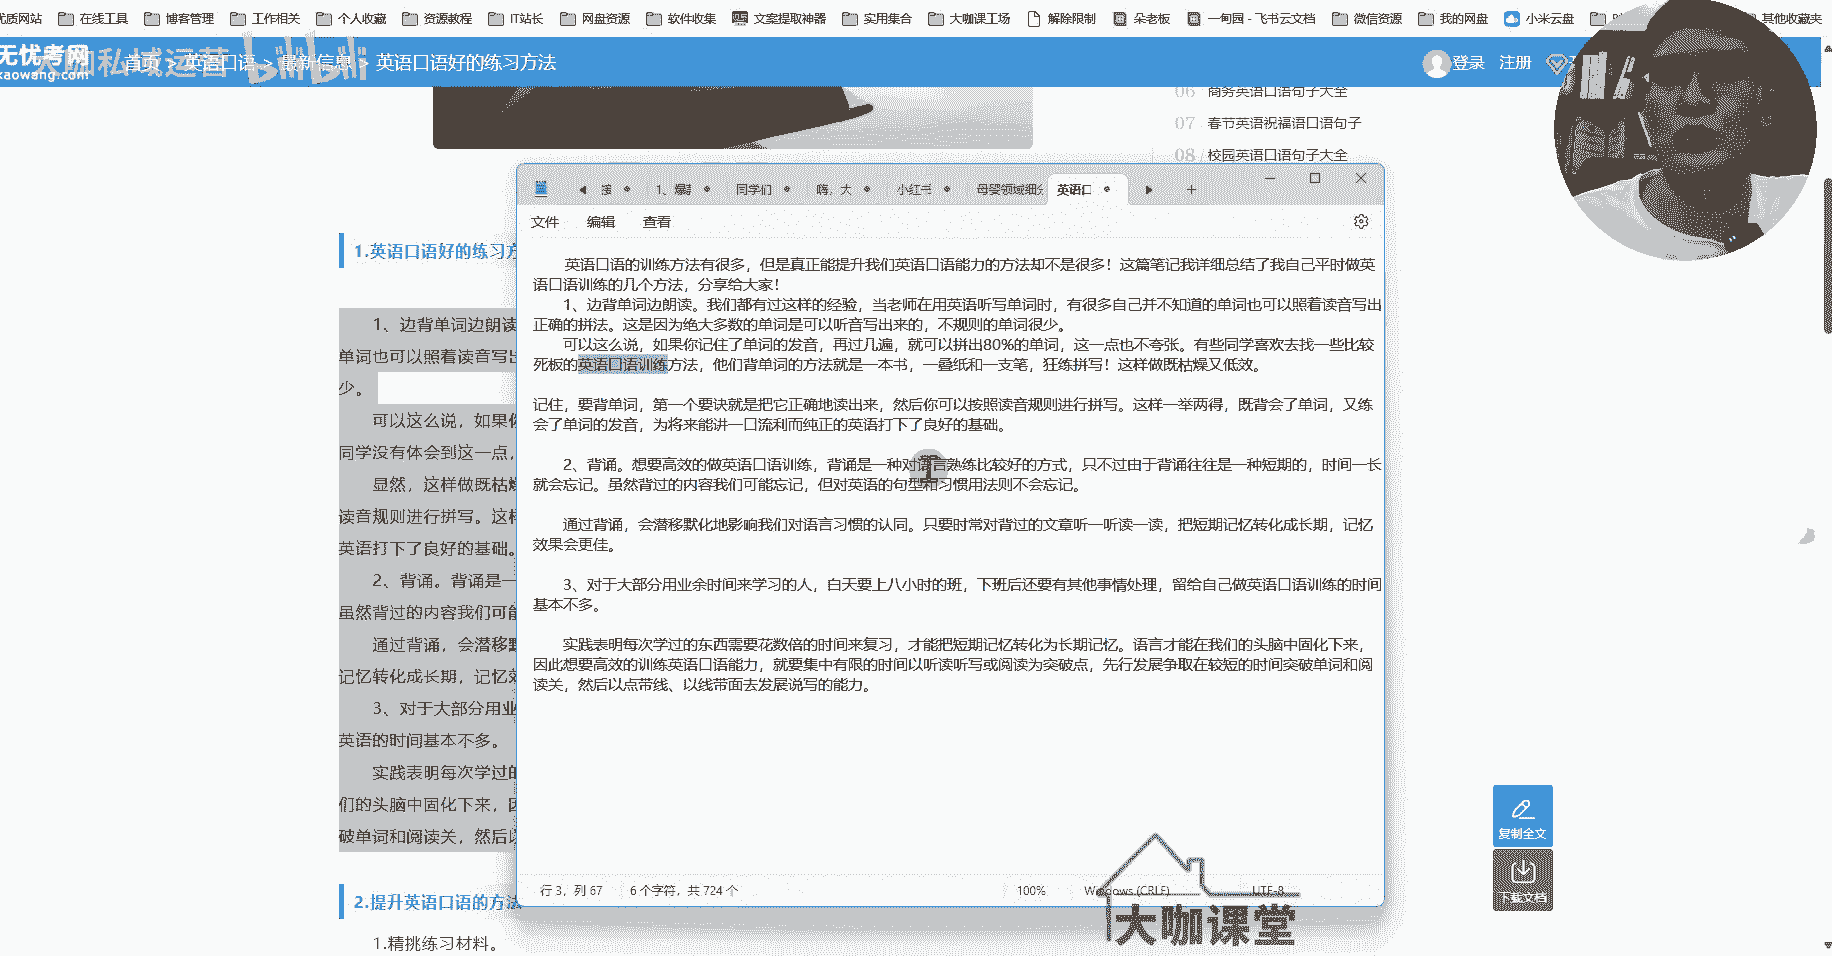 优质网站 在线工具 博客管理 工作相关 个人收藏 资源教程 IT站长 网盘资源 软件收集 文案提取神器 实用集合 大咖课工场 解除限制 朵老板 一甸园 - 飞书云文档 微信资源 我的网盘 小米云盘 其他收藏夹
无忧考网
kaowang.com
大咖私域运营 bilibili
首页 > 英语口语 > 最新信息 > 英语口语好的练习方法
登录 注册
06 商务英语口语句子大全
07 春节英语祝福语口语句子
08 校园英语口语句子大全
1.英语口语好的练习方
1、边背单词边朗读
单词也可以照着读音写出
少。
可以这么说，如果你
同学没有体会到这一点，
显然，这样做既枯燥
读音规则进行拼写。这样
英语打下了良好的基础。
2、背诵。背诵是一
虽然背过的内容我们可能
通过背诵，会潜移默
记忆转化成长期，记忆效
3、对于大部分用业
英语的时间基本不多。
实践表明每次学过的
们的头脑中固化下来，因
破单词和阅读关，然后以
2.提升英语口语的方法
1.精挑练习材料。
1、爆 同学们 嗨，大 小红书 母婴领域细分 英语口
文件 编辑 查看
英语口语的训练方法有很多，但是真正能提升我们英语口语能力的方法却不是很多！这篇笔记我详细总结了我自己平时做英
语口语训练的几个方法，分享给大家！
1、边背单词边朗读。我们都有过这样的经验，当老师在用英语听写单词时，有很多自己并不知道的单词也可以照着读音写出
正确的拼法。这是因为绝大多数的单词是可以听音写出来的，不规则的单词很少。
可以这么说，如果你记住了单词的发音，再过几遍，就可以拼出80%的单词，这一点也不夸张。有些同学喜欢去找一些比较
死板的英语口语训练方法，他们背单词的方法就是一本书，一叠纸和一支笔，狂练拼写！这样做既枯燥又低效。
记住，要背单词，第一个要诀就是把它正确地读出来，然后你可以按照读音规则进行拼写。这样一举两得，既背会了单词，又练
会了单词的发音，为将来能讲一口流利而纯正的英语打下了良好的基础。
2、背诵。想要高效的做英语口语训练，背诵是一种对语言熟练比较好的方式，只不过由于背诵往往是一种短期的，时间一长
就会忘记。虽然背过的内容我们可能忘记，但对英语的句型和习惯用法则不会忘记。
通过背诵，会潜移默化地影响我们对语言习惯的认同。只要时常对背过的文章听一听读一读，把短期记忆转化成长期，记忆
效果会更佳。
3、对于大部分用业余时间来学习的人，白天要上八小时的班，下班后还要有其他事情处理，留给自己做英语口语训练的时间
基本不多。
实践表明每次学过的东西需要花数倍的时间来复习，才能把短期记忆转化为长期记忆。语言才能在我们的头脑中固化下来，
因此想要高效的训练英语口语能力，就要集中有限的时间以听读听写或阅读为突破点，先行发展争取在较短的时间突破单词和阅
读关，然后以点带线、以线带面去发展说写的能力。
行 3，列 67 6 个字符，共 724 个 100% Windows (CRLF) UTF-8
复制全文
下载文档
大咖课堂